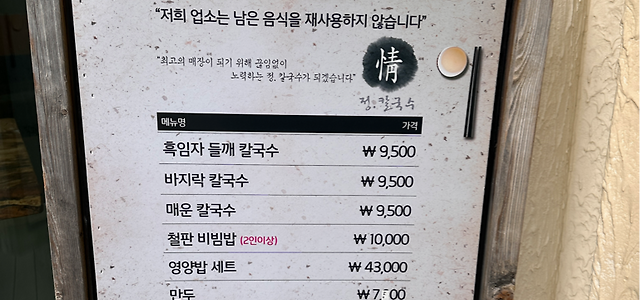 “저희 업소는 남은 음식을 재사용하지 않습니다”
“최고의 매장이 되기 위해 끊임없이
노력하는 정.칼국수가 되겠습니다”
情
정.칼국수
메뉴명 가격
흑임자 들깨 칼국수 ₩ 9,500
바지락 칼국수 ₩ 9,500
매운 칼국수 ₩ 9,500
철판 비빔밥 (2인이상) ₩ 10,000
영양밥 세트 ₩ 43,000
만두